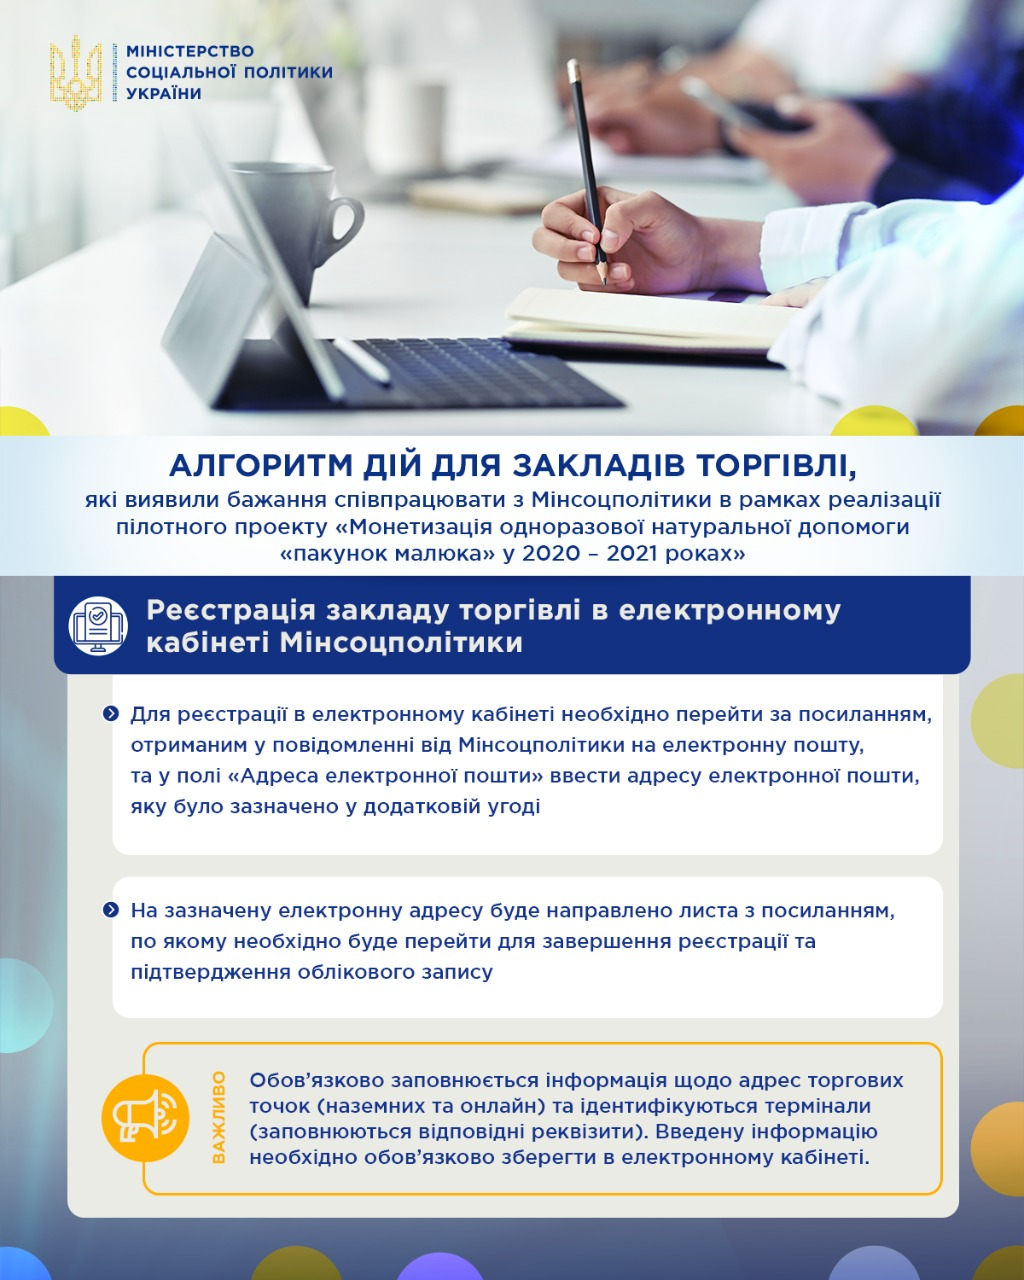 МІНІСТЕРСТВО
СОЦІАЛЬНОЇ ПОЛІТИКИ
УКРАЇНИ
АЛГОРИТМ ДІЙ ДЛЯ ЗАКЛАДІВ ТОРГІВЛІ,
які виявили бажання співпрацювати з Мінсоцполітики в рамках реалізації
пілотного проекту «Монетизація одноразової натуральної допомоги
«пакунок малюка» у 2020 – 2021 роках»
Реєстрація закладу торгівлі в електронному
кабінеті Мінсоцполітики
Для реєстрації в електронному кабінеті необхідно перейти за посиланням,
отриманим у повідомленні від Мінсоцполітики на електронну пошту,
та у полі «Адреса електронної пошти» ввести адресу електронної пошти,
яку було зазначено у додатковій угоді
На зазначену електронну адресу буде направлено листа з посиланням,
по якому необхідно буде перейти для завершення реєстрації та
підтвердження облікового запису
ВАЖЛИВО
Обов’язково заповнюється інформація щодо адрес торгових
точок (наземних та онлайн) та ідентифікуються термінали
(заповнюються відповідні реквізити). Введену інформацію
необхідно обов’язково зберегти в електронному кабінеті.